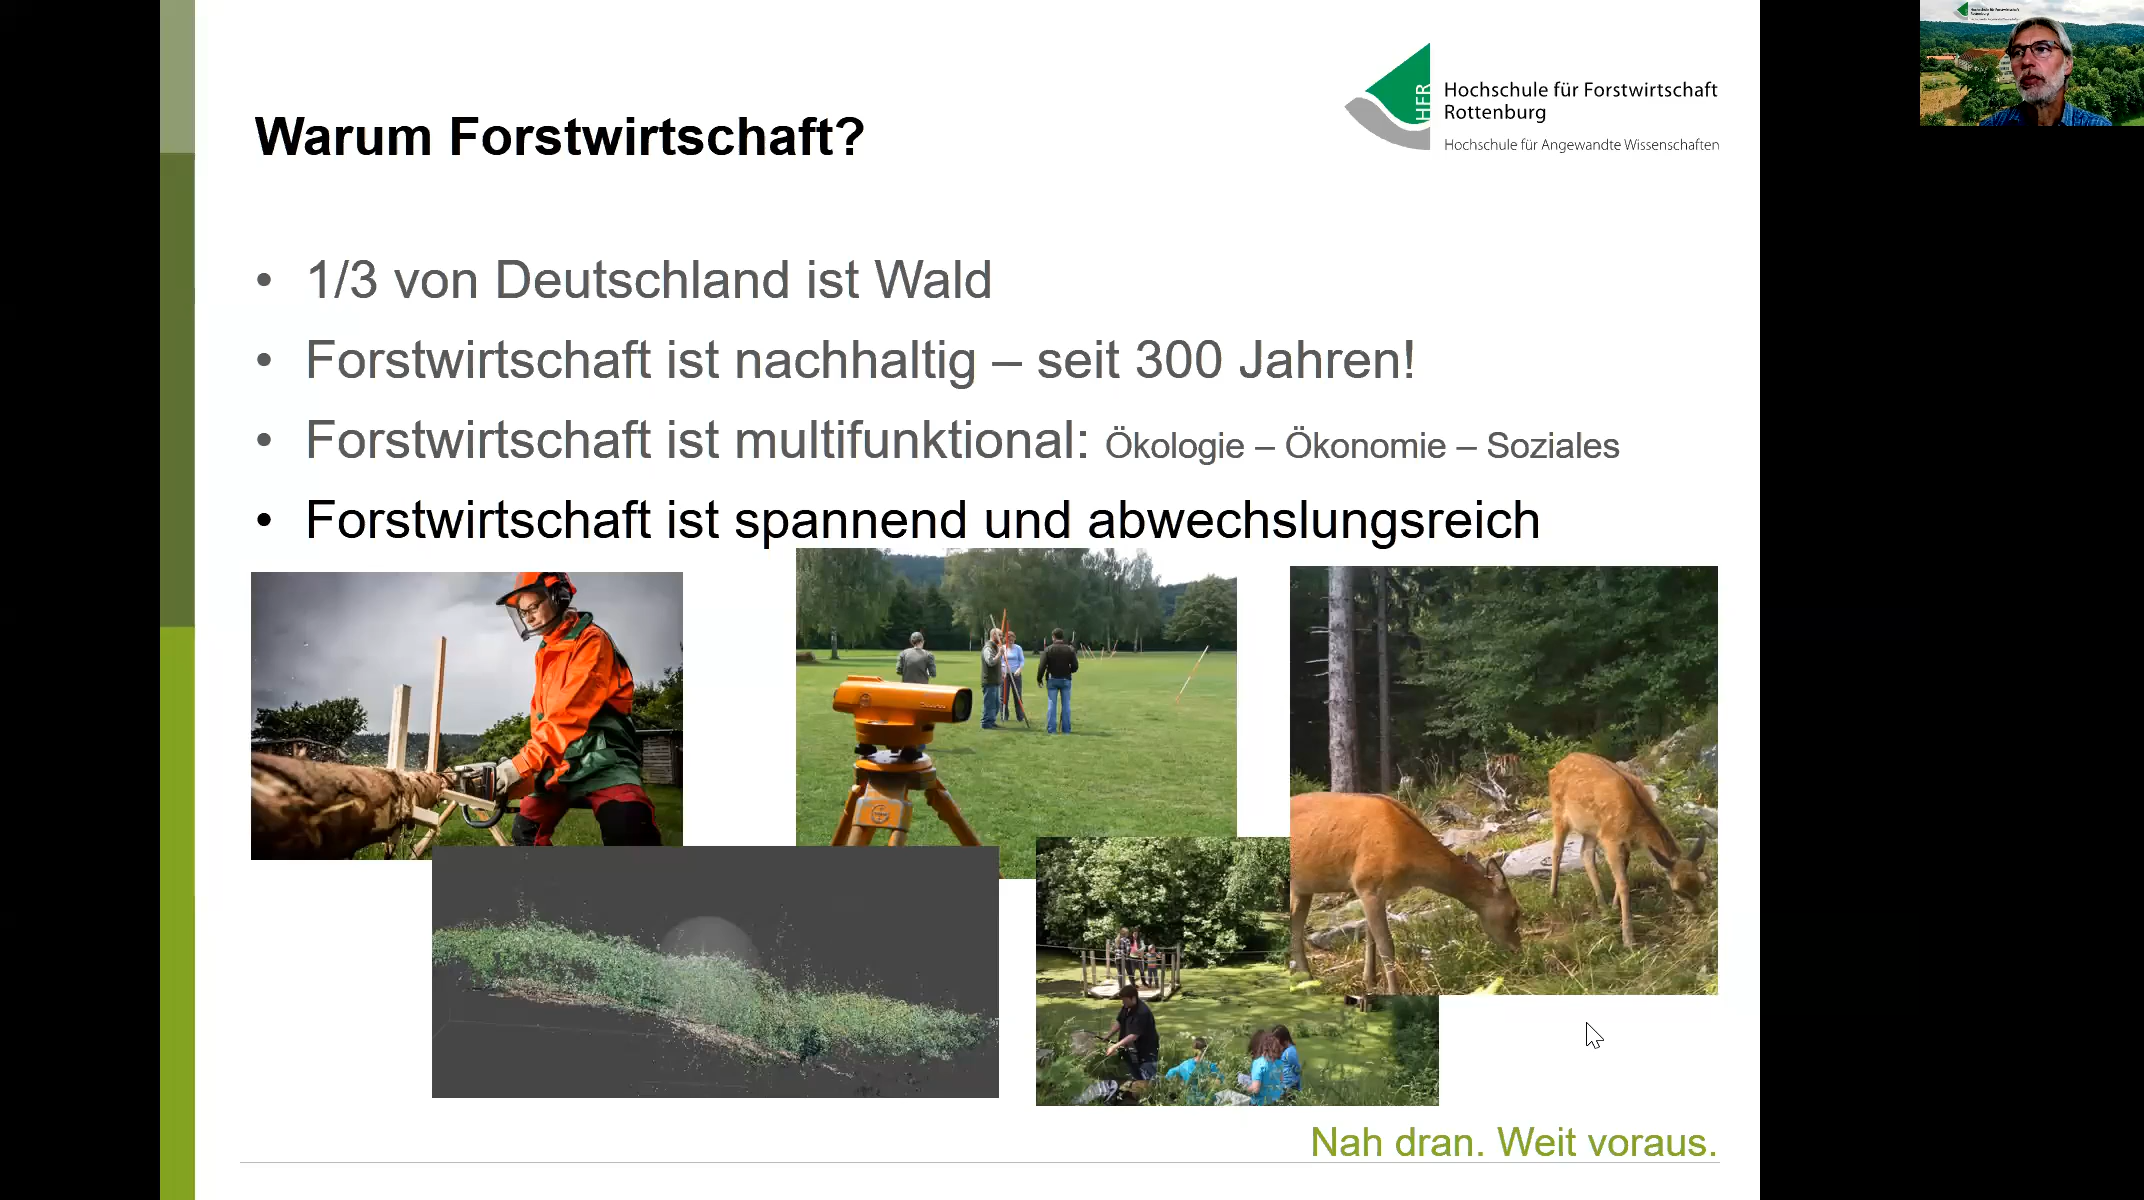 Warum Forstwirtschaft?
HFR
Hochschule für Forstwirtschaft
Rottenburg
Hochschule für Angewandte Wissenschaften
• 1/3 von Deutschland ist Wald
• Forstwirtschaft ist nachhaltig – seit 300 Jahren!
• Forstwirtschaft ist multifunktional: Ökologie – Ökonomie – Soziales
• Forstwirtschaft ist spannend und abwechslungsreich
Nah dran. Weit voraus.